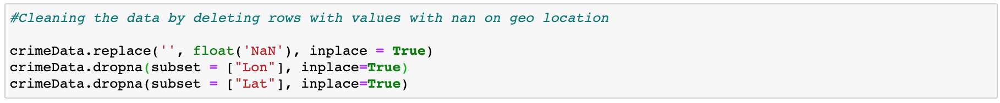 #Cleaning the data by deleting rows with values with nan on geo location
crimeData.replace('', float('NaN'), inplace = True)
crimeData.dropna(subset = ["Lon"], inplace=True)
crimeData.dropna(subset = ["Lat"], inplace=True)